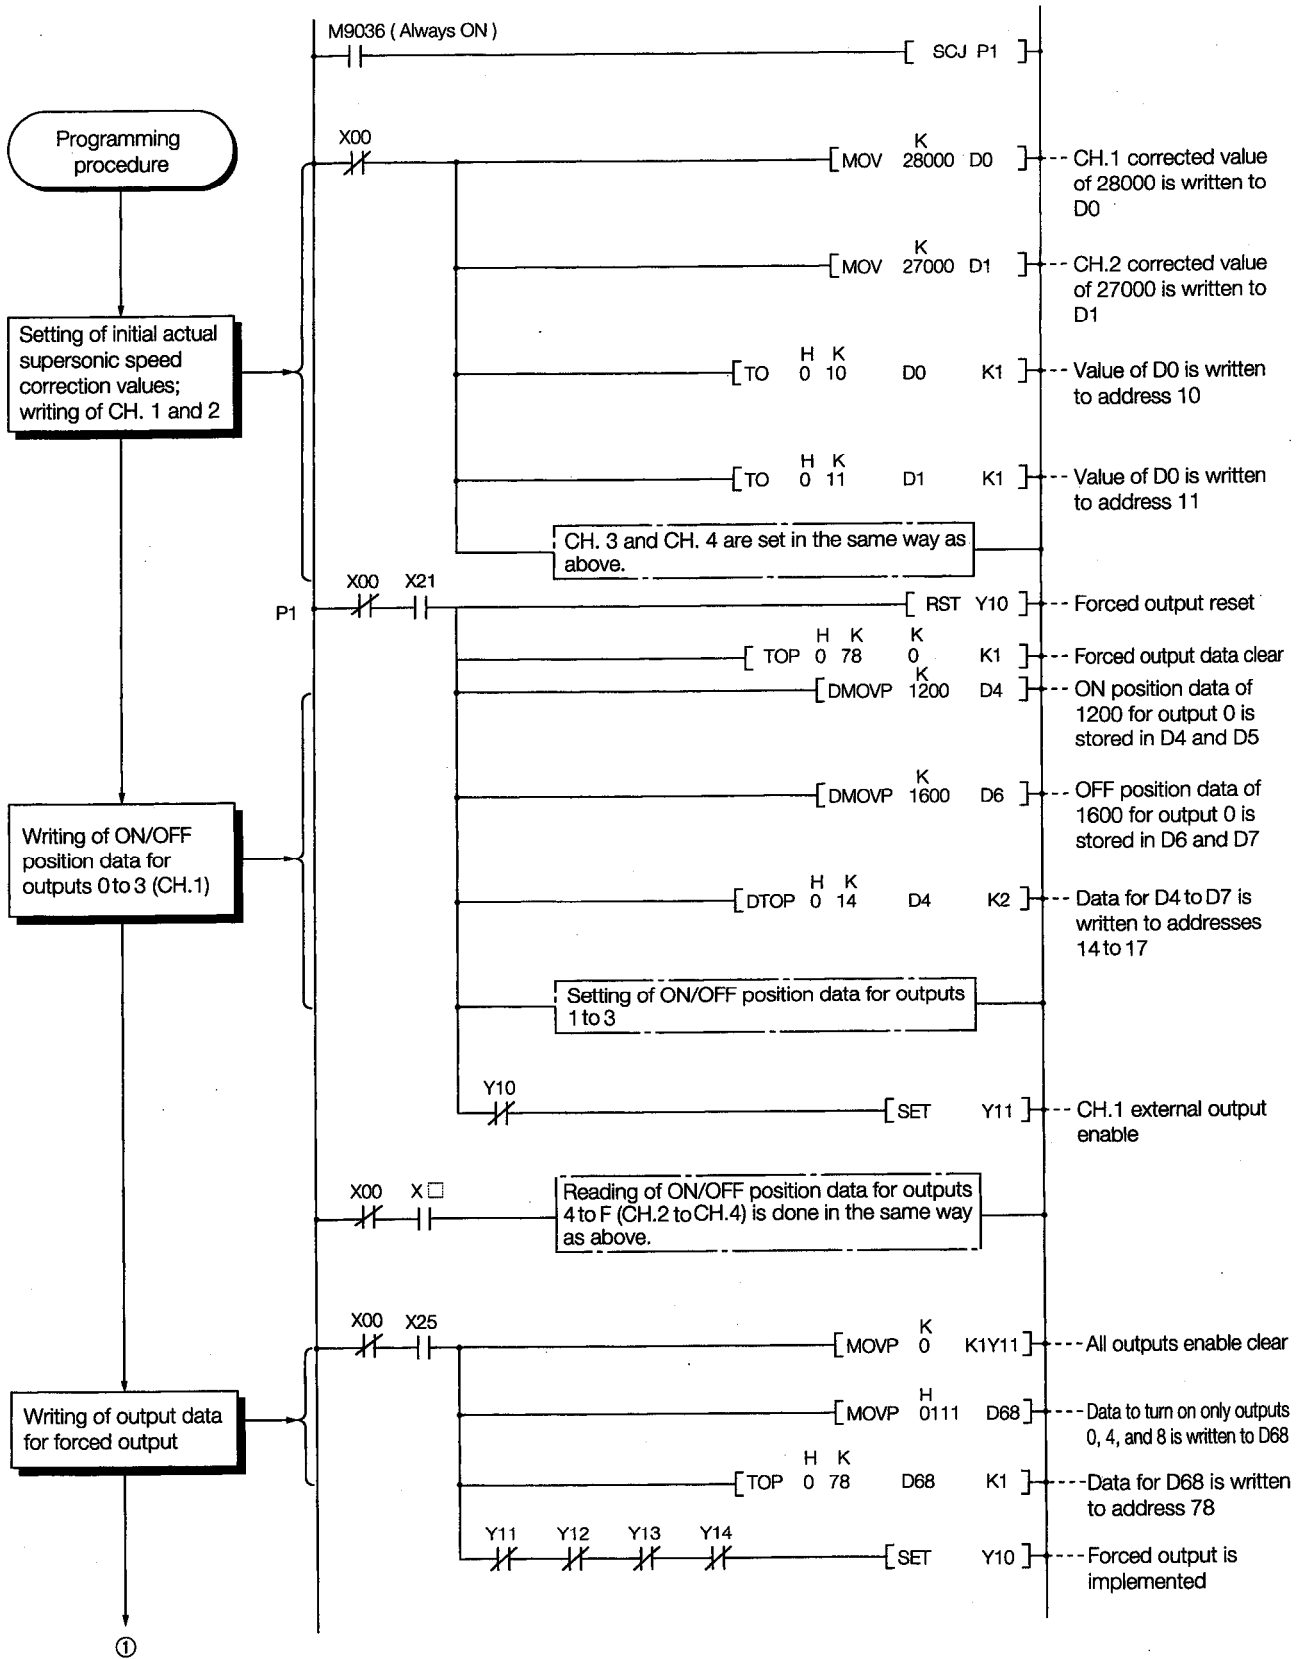 M9036 ( Always ON )
[ SCJ P1 ]
Programming
procedure
X00
K
[ MOV 28000 D0 ]
CH.1 corrected value
of 28000 is written to
D0
K
[ MOV 27000 D1 ]
CH.2 corrected value
of 27000 is written to
D1
Setting of initial actual
supersonic speed
correction values;
writing of CH. 1 and 2
H K
[ TO 0 10 D0 K1 ]
Value of D0 is written
to address 10
H K
[ TO 0 11 D1 K1 ]
Value of D0 is written
to address 11
CH. 3 and CH. 4 are set in the same way as
above.
P1
X00 X21
[ RST Y10 ]
Forced output reset
H K K
[ TOP 0 78 0 K1 ]
Forced output data clear
K
[ DMOVP 1200 D4 ]
ON position data of
1200 for output 0 is
stored in D4 and D5
K
[ DMOVP 1600 D6 ]
OFF position data of
1600 for output 0 is
stored in D6 and D7
Writing of ON/OFF
position data for
outputs 0 to 3 (CH.1)
H K
[ DTOP 0 14 D4 K2 ]
Data for D4 to D7 is
written to addresses
14 to 17
Setting of ON/OFF position data for outputs
1 to 3
Y10
[ SET Y11 ]
CH.1 external output
enable
X00 X□
Reading of ON/OFF position data for outputs
4 to F (CH.2 to CH.4) is done in the same way
as above.
X00 X25
K
[ MOVP 0 K1Y11 ]
All outputs enable clear
Writing of output data
for forced output
H
[ MOVP 0111 D68 ]
Data to turn on only outputs
0, 4, and 8 is written to D68
H K
[ TOP 0 78 D68 K1 ]
Data for D68 is written
to address 78
Y11 Y12 Y13 Y14
[ SET Y10 ]
Forced output is
implemented
①